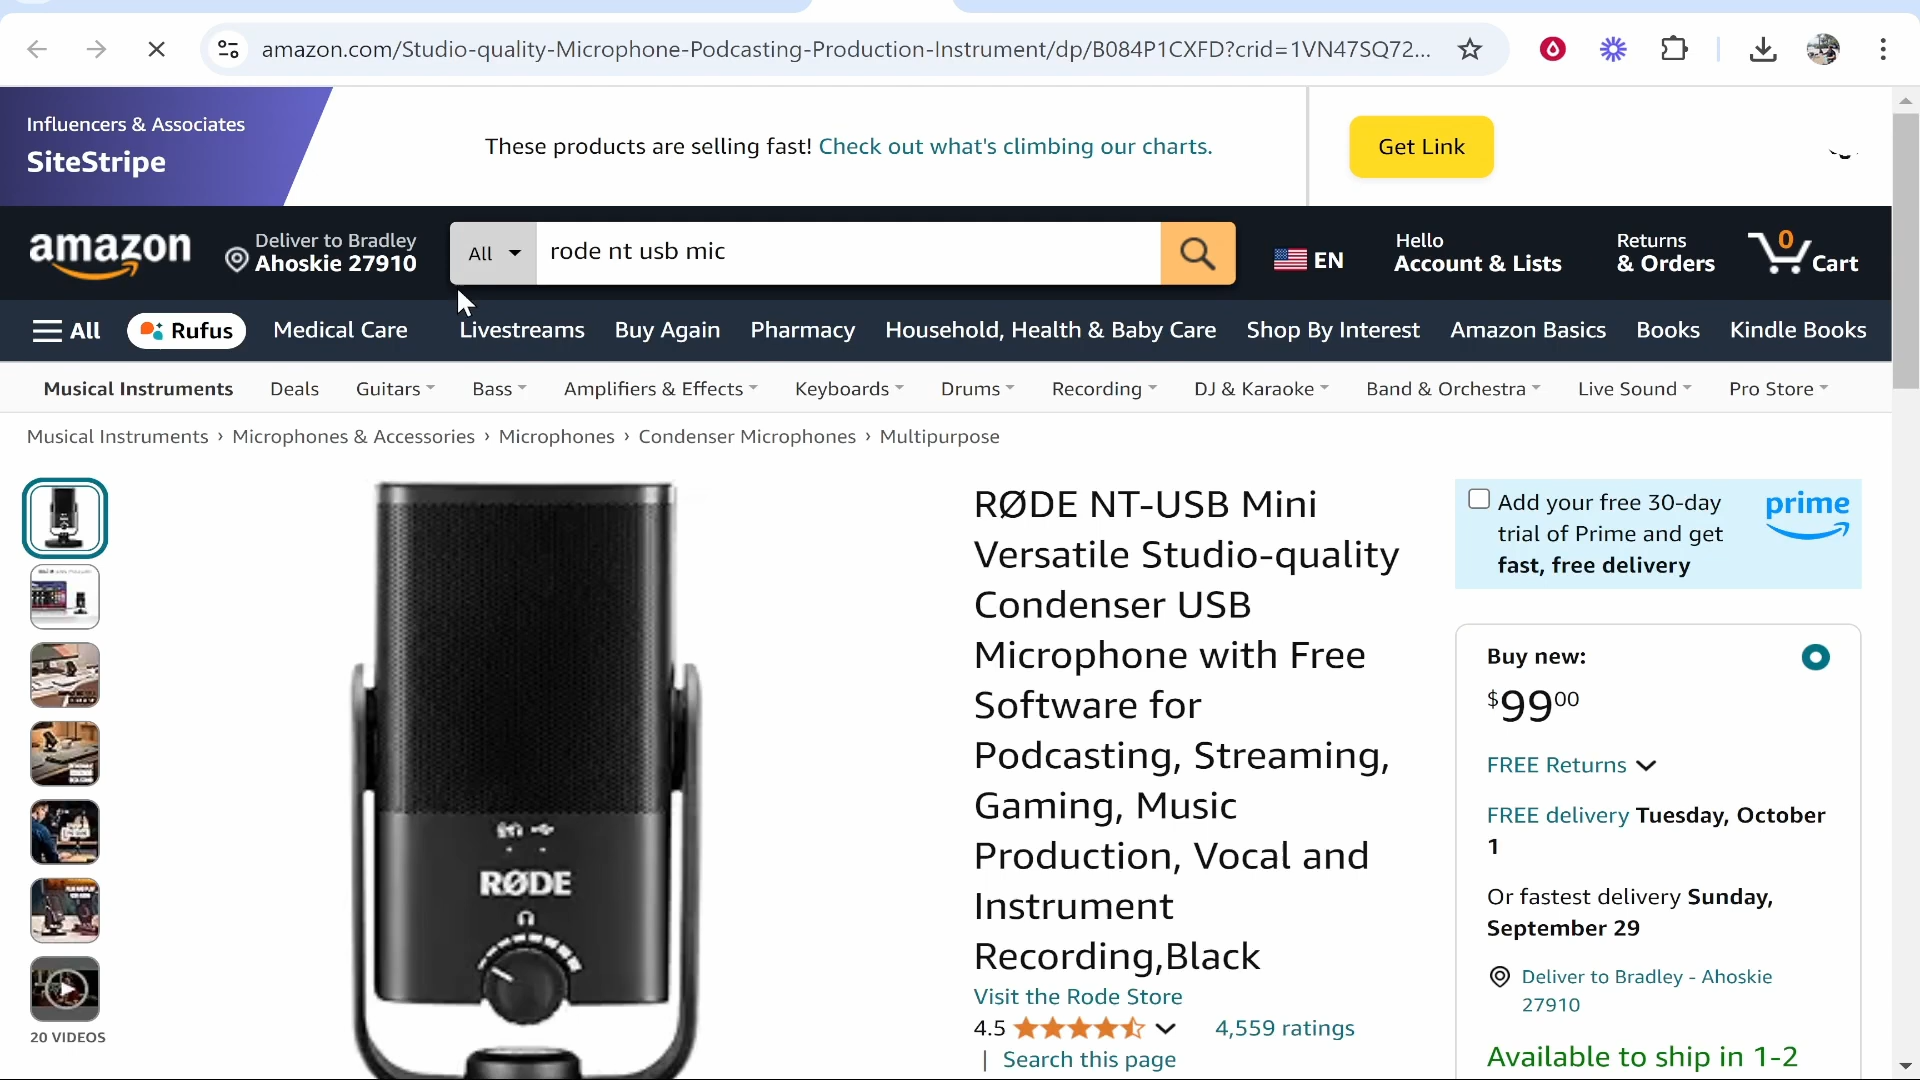 amazon.com/Studio-quality-Microphone-Podcasting-Production-Instrument/dp/B084P1CXFD?crid=1VN47SQ72...
Influencers & Associates
SiteStripe
These products are selling fast! Check out what's climbing our charts.
Get Link
amazon
Deliver to Bradley
Ahoskie 27910
All
rode nt usb mic
EN
Hello
Account & Lists
Returns
& Orders
0
Cart
All
Rufus
Medical Care
Livestreams
Buy Again
Pharmacy
Household, Health & Baby Care
Shop By Interest
Amazon Basics
Books
Kindle Books
Musical Instruments
Deals
Guitars
Bass
Amplifiers & Effects
Keyboards
Drums
Recording
DJ & Karaoke
Band & Orchestra
Live Sound
Pro Store
Musical Instruments › Microphones & Accessories › Microphones › Condenser Microphones › Multipurpose
20 VIDEOS
RØDE
RØDE NT-USB Mini
Versatile Studio-quality
Condenser USB
Microphone with Free
Software for
Podcasting, Streaming,
Gaming, Music
Production, Vocal and
Instrument
Recording,Black
Visit the Rode Store
4.5
4,559 ratings
| Search this page
Add your free 30-day
trial of Prime and get
fast, free delivery
prime
Buy new:
$9900
FREE Returns
FREE delivery Tuesday, October
1
Or fastest delivery Sunday,
September 29
Deliver to Bradley - Ahoskie
27910
Available to ship in 1-2